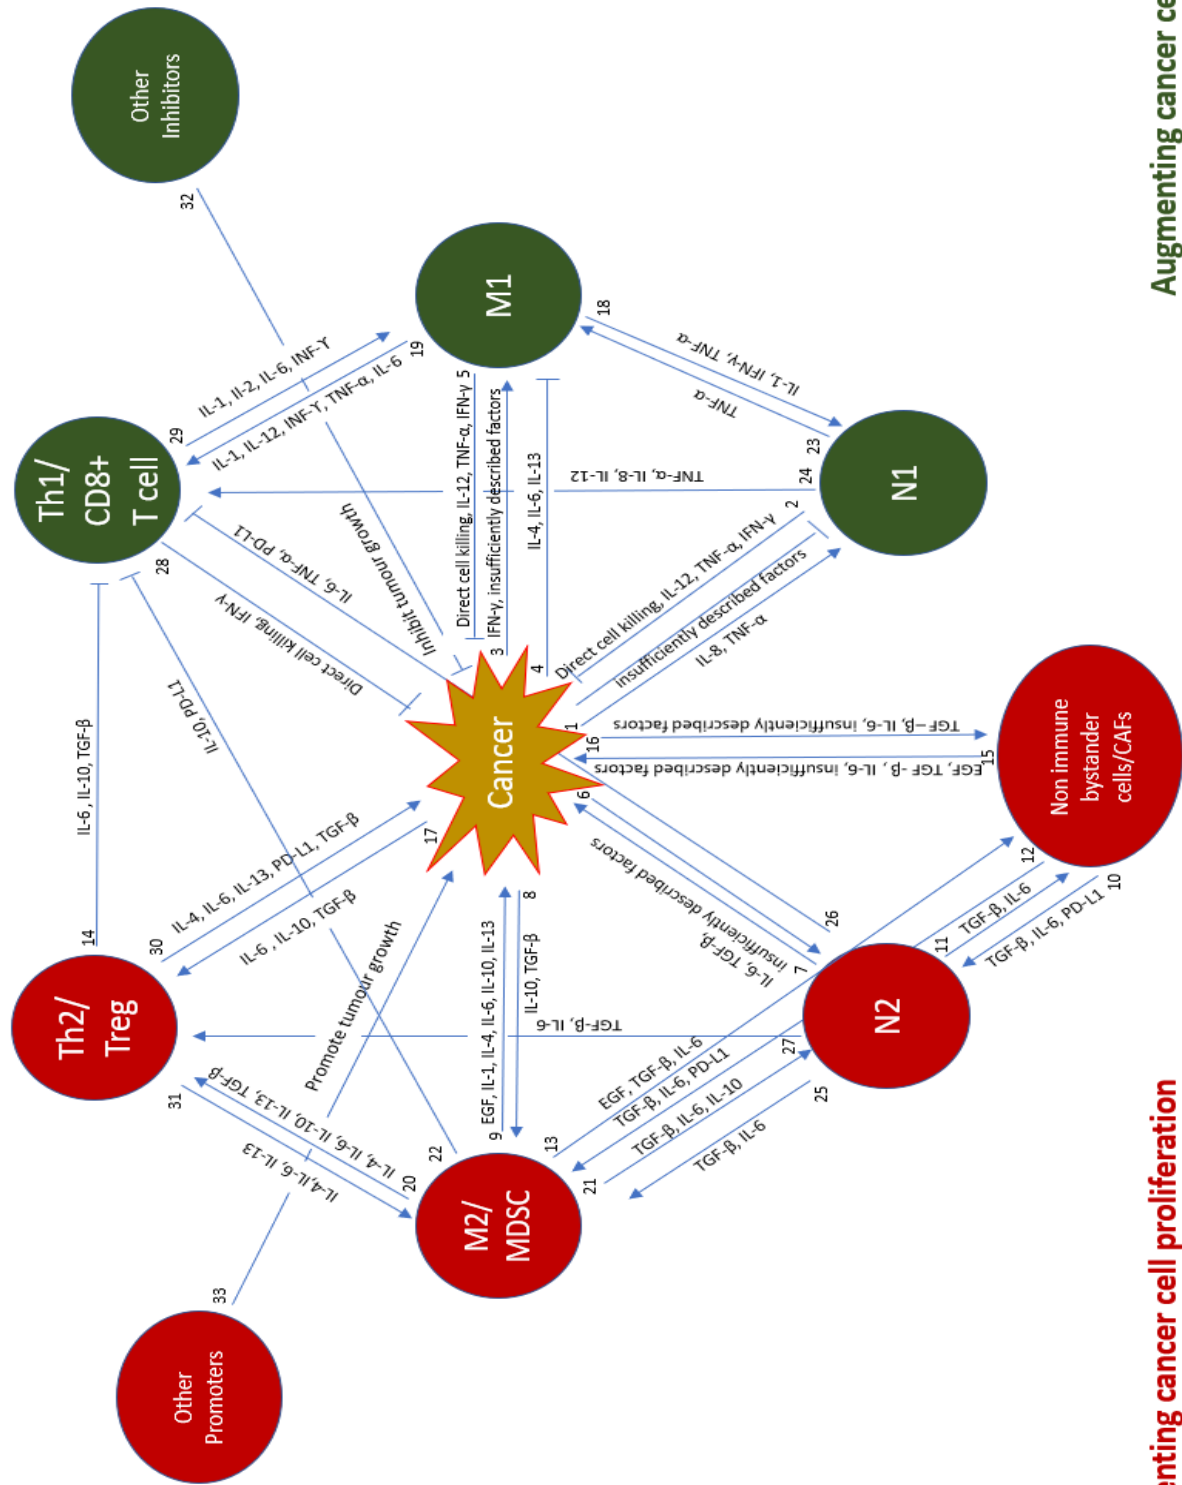 Other
Promoters
33
Th2/
Treg
14
30
31
IL-6 , IL-10, TGF-β
Th1/
CD8+
T cell
29
28
Other
Inhibitors
32
IL-4,IL-6 IL-13
IL-4, IL-6, IL-10, IL-13, TGF-β
Promote tumour growth
IL-4, IL-6, IL-13, PD-L1, TGF-β
IL-6 , IL-10, TGF-β
IL-10, PD-L1
Direct cell killing, IFN-γ
IL-6, TNF-α, PD-L1
Inhibit tumour growth
IL-1, Il-2, IL-6, INF-ϒ
IL-1, IL-12, INF-ϒ, TNF-α, IL-6
20
22
17
19
M2/
MDSC
9
EGF, IL-1, IL-4, IL-6, IL-10, IL-13
IL-10, TGF-β
8
Cancer
Direct cell killing, IL-12, TNF-α, IFN-γ
5
3
IFN-γ, insufficiently described factors
4
IL-4, IL-6, IL-13
M1
13
21
EGF, TGF-β, IL-6
TGF-β, IL-6, PD-L1
TGF-β, IL-6, IL-10
TGF-β, IL-6
TGF-β, IL-6
IL-6, TGF-β,
insufficiently described factors
6
1
16
EGF, TGF -β , IL-6, insufficiently described factors
TGF–β, IL-6, insufficiently described factors
Direct cell killing, IL-12, TNF-α, IFN-γ
insufficiently described factors
IL-8, TNF-α
TNF-α, IL-8, IL-12
TNF-α
IL-1, IFN-γ, TNF-α
18
25
27
7
26
2
24
23
N2
N1
11
TGF-β, IL-6
12
TGF-β, IL-6, PD-L1
10
15
Non immune
bystander
cells/CAFs
enting cancer cell proliferation
Augmenting cancer ce